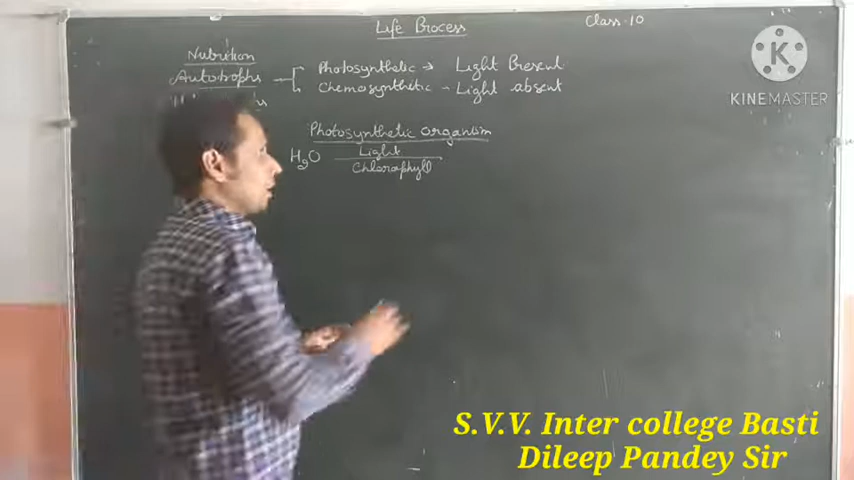 Life Process
Class-10
Nutrition
Autotrophs
Photosynthetic → Light Present
Chemosynthetic - Light absent
Photosynthetic organism
H2O Light
Chlorophyll
KINEMASTER
S.V.V. Inter college Basti
Dileep Pandey Sir